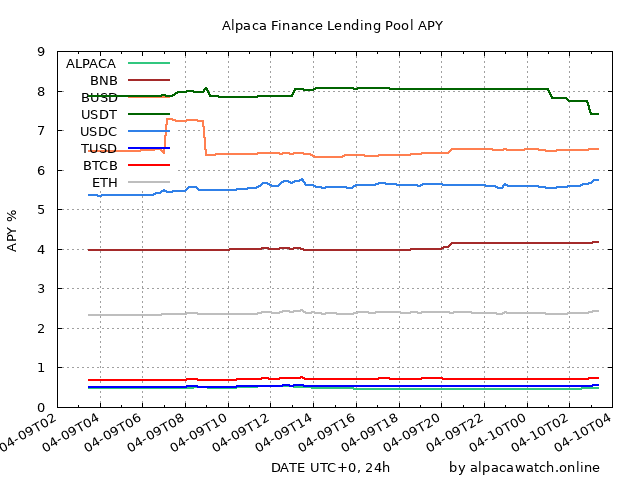 Alpaca Finance Lending Pool APY
9
8
7
6
5
4
3
2
1
0
APY %
ALPACA
BNB
BUSD
USDT
USDC
TUSD
BTCB
ETH
04-09T02
04-09T04
04-09T06
04-09T08
04-09T10
04-09T12
04-09T14
04-09T16
04-09T18
04-09T20
04-09T22
04-10T00
04-10T02
04-10T04
DATE UTC+0, 24h
by alpacawatch.online